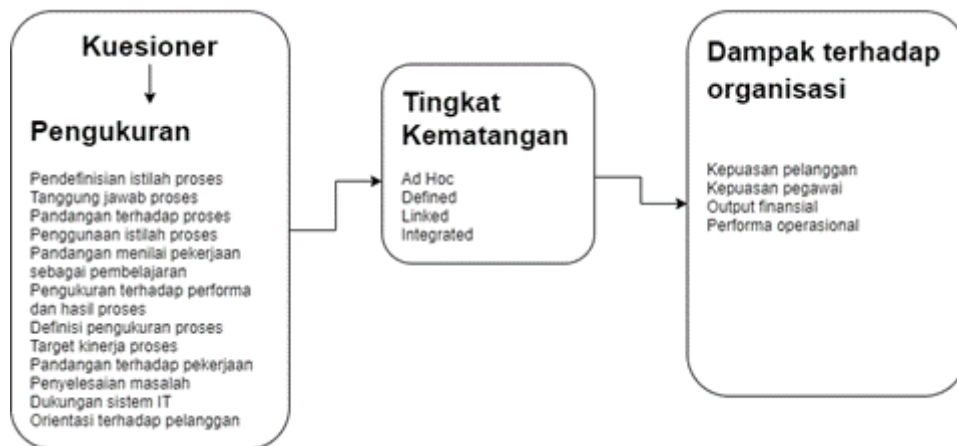 Kuesioner
Pengukuran
Pendefinisian istilah proses
Tanggung jawab proses
Pandangan terhadap proses
Penggunaan istilah proses
Pandangan menilai pekerjaan
sebagai pembelajaran
Pengukuran terhadap performa
dan hasil proses
Definisi pengukuran proses
Target kinerja proses
Pandangan terhadap pekerjaan
Penyelesaian masalah
Dukungan sistem IT
Orientasi terhadap pelanggan
Tingkat
Kematangan
Ad Hoc
Defined
Linked
Integrated
Dampak terhadap
organisasi
Kepuasan pelanggan
Kepuasan pegawai
Output finansial
Performa operasional